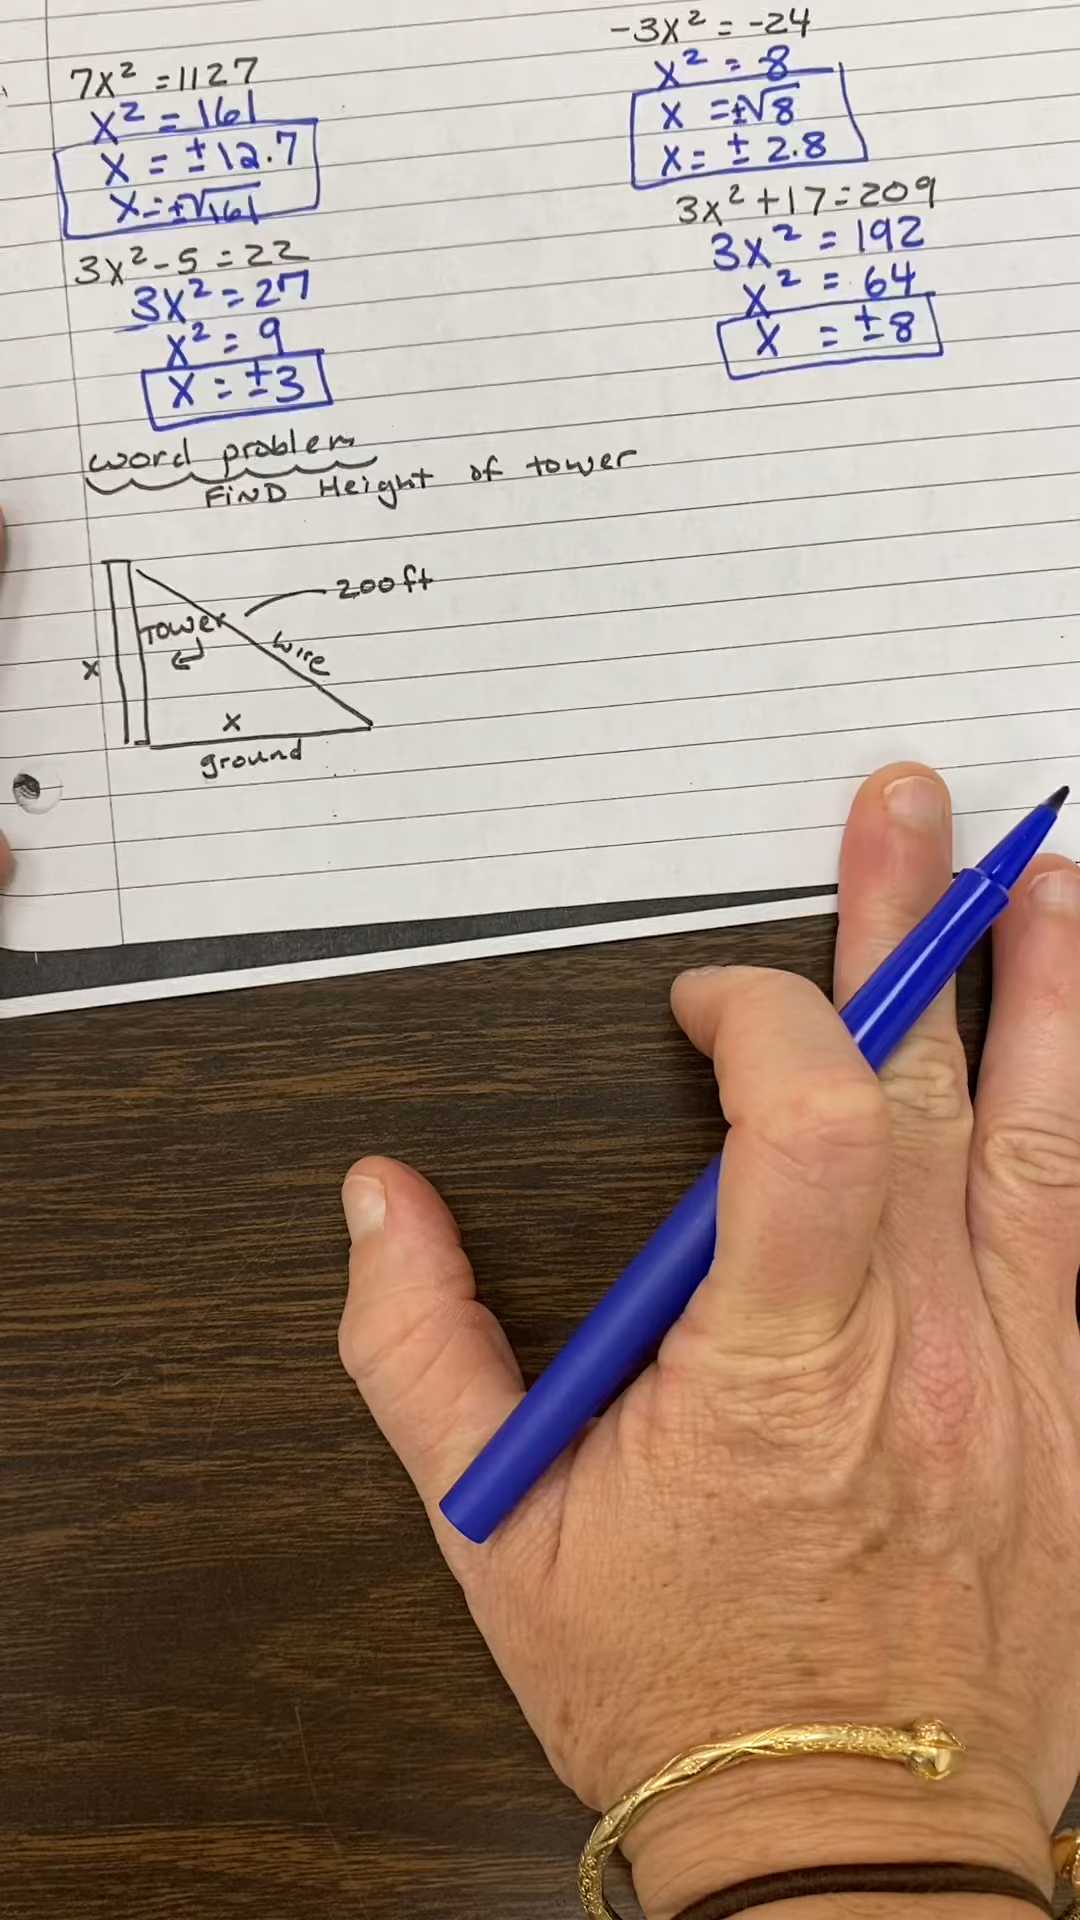 7x² = 1127
x² = 161
x = ± 12.7
x = ±√161
3x² - 5 = 22
3x² = 27
x² = 9
x = ±3
-3x² = -24
x² = 8
x = ±√8
x = ± 2.8
3x² + 17 = 209
3x² = 192
x² = 64
x = ±8
word problem
FIND Height of tower
200 ft
Tower
wire
x
x
ground